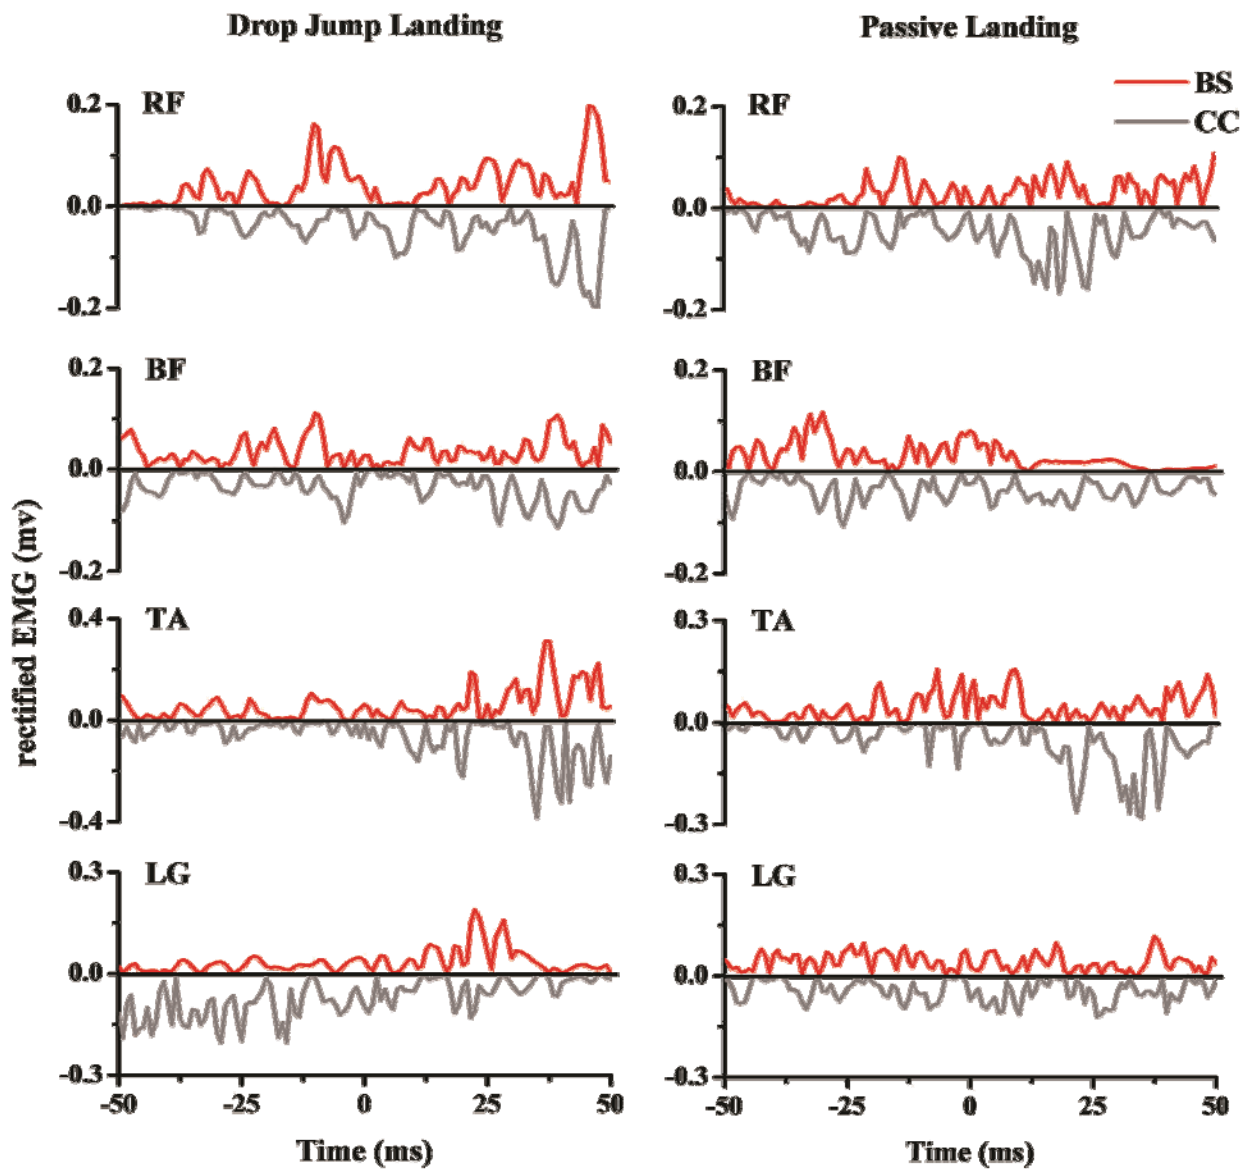 Drop Jump Landing
Passive Landing
BS
CC
rectified EMG (mv)
RF
0.2
0.0
-0.2
RF
0.2
0.0
-0.2
BF
0.2
0.0
-0.2
BF
0.2
0.0
-0.2
TA
0.4
0.0
-0.4
TA
0.3
0.0
-0.3
LG
0.3
0.0
-0.3
LG
0.3
0.0
-0.3
-50 -25 0 25 50
-50 -25 0 25 50
Time (ms)
Time (ms)